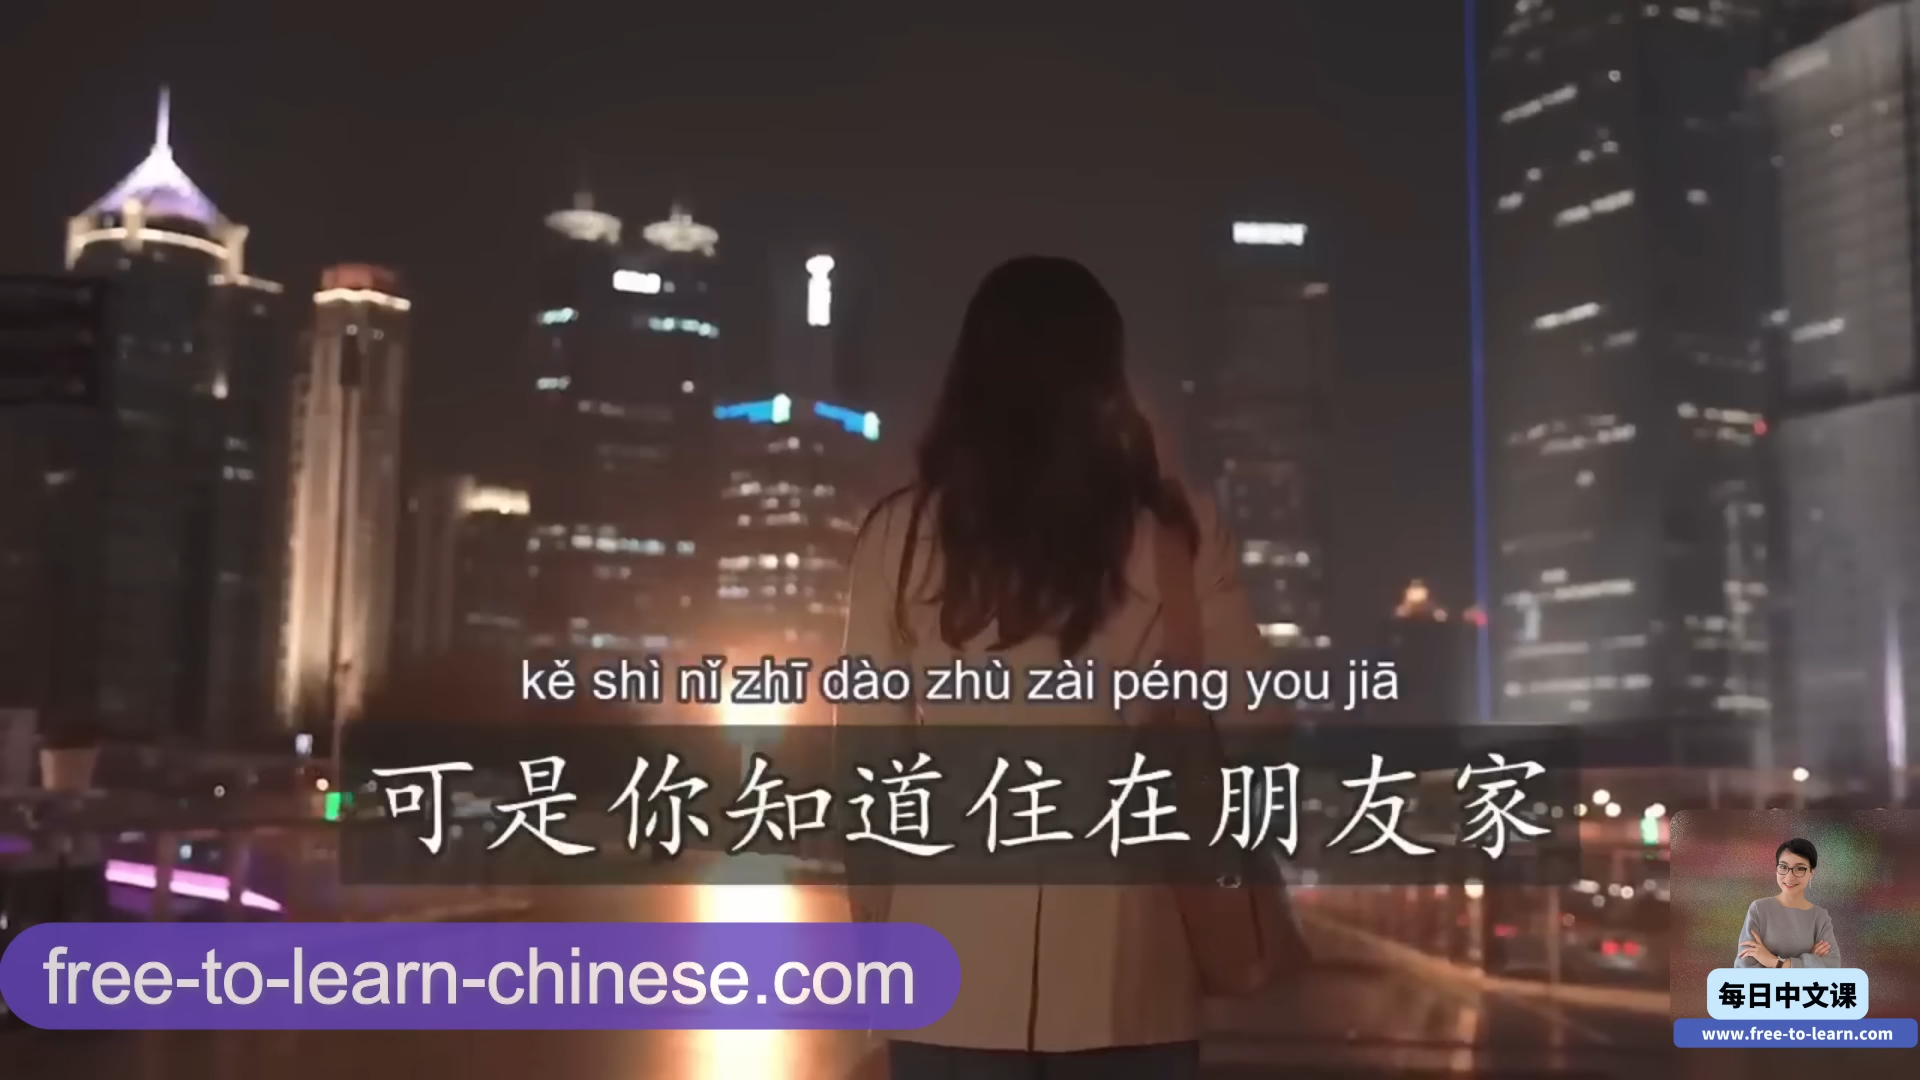 kě shì nǐ zhī dào zhù zài péng you jiā
可是你知道住在朋友家
free-to-learn-chinese.com
每日中文课
www.free-to-learn.com